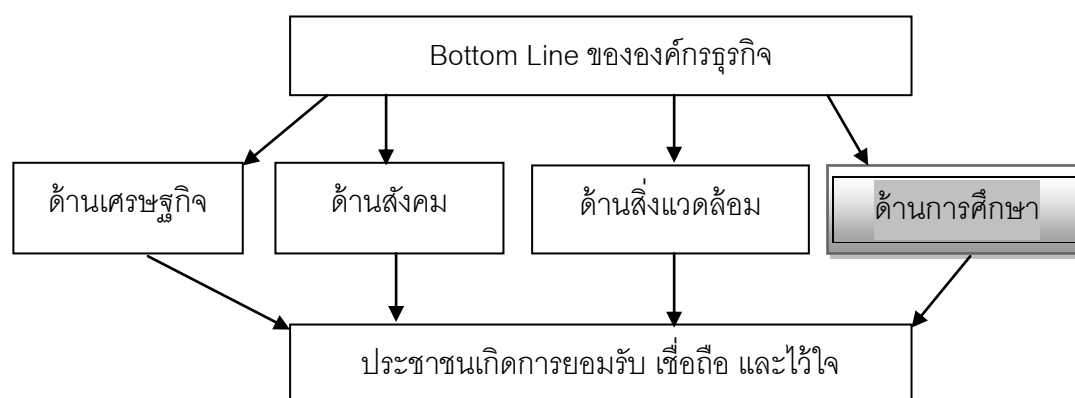 Bottom Line ขององค์กรธุรกิจ
ด้านเศรษฐกิจ
ด้านสังคม
ด้านสิ่งแวดล้อม
ด้านการศึกษา
ประชาชนเกิดการยอมรับ เชื่อถือ และไว้ใจ